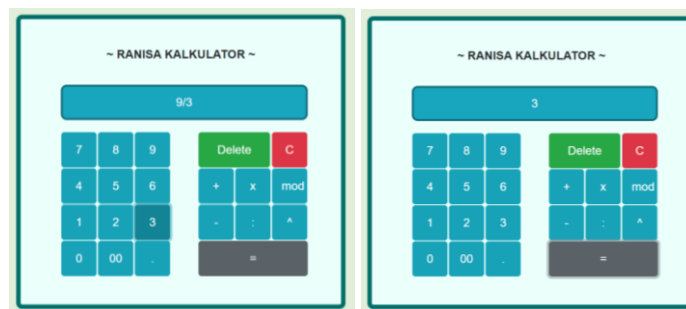 ~ RANISA KALKULATOR ~
9/3
7 8 9 Delete C
4 5 6 + x mod
1 2 3 - : ^
0 00 . =
~ RANISA KALKULATOR ~
3
7 8 9 Delete C
4 5 6 + x mod
1 2 3 - : ^
0 00 . =